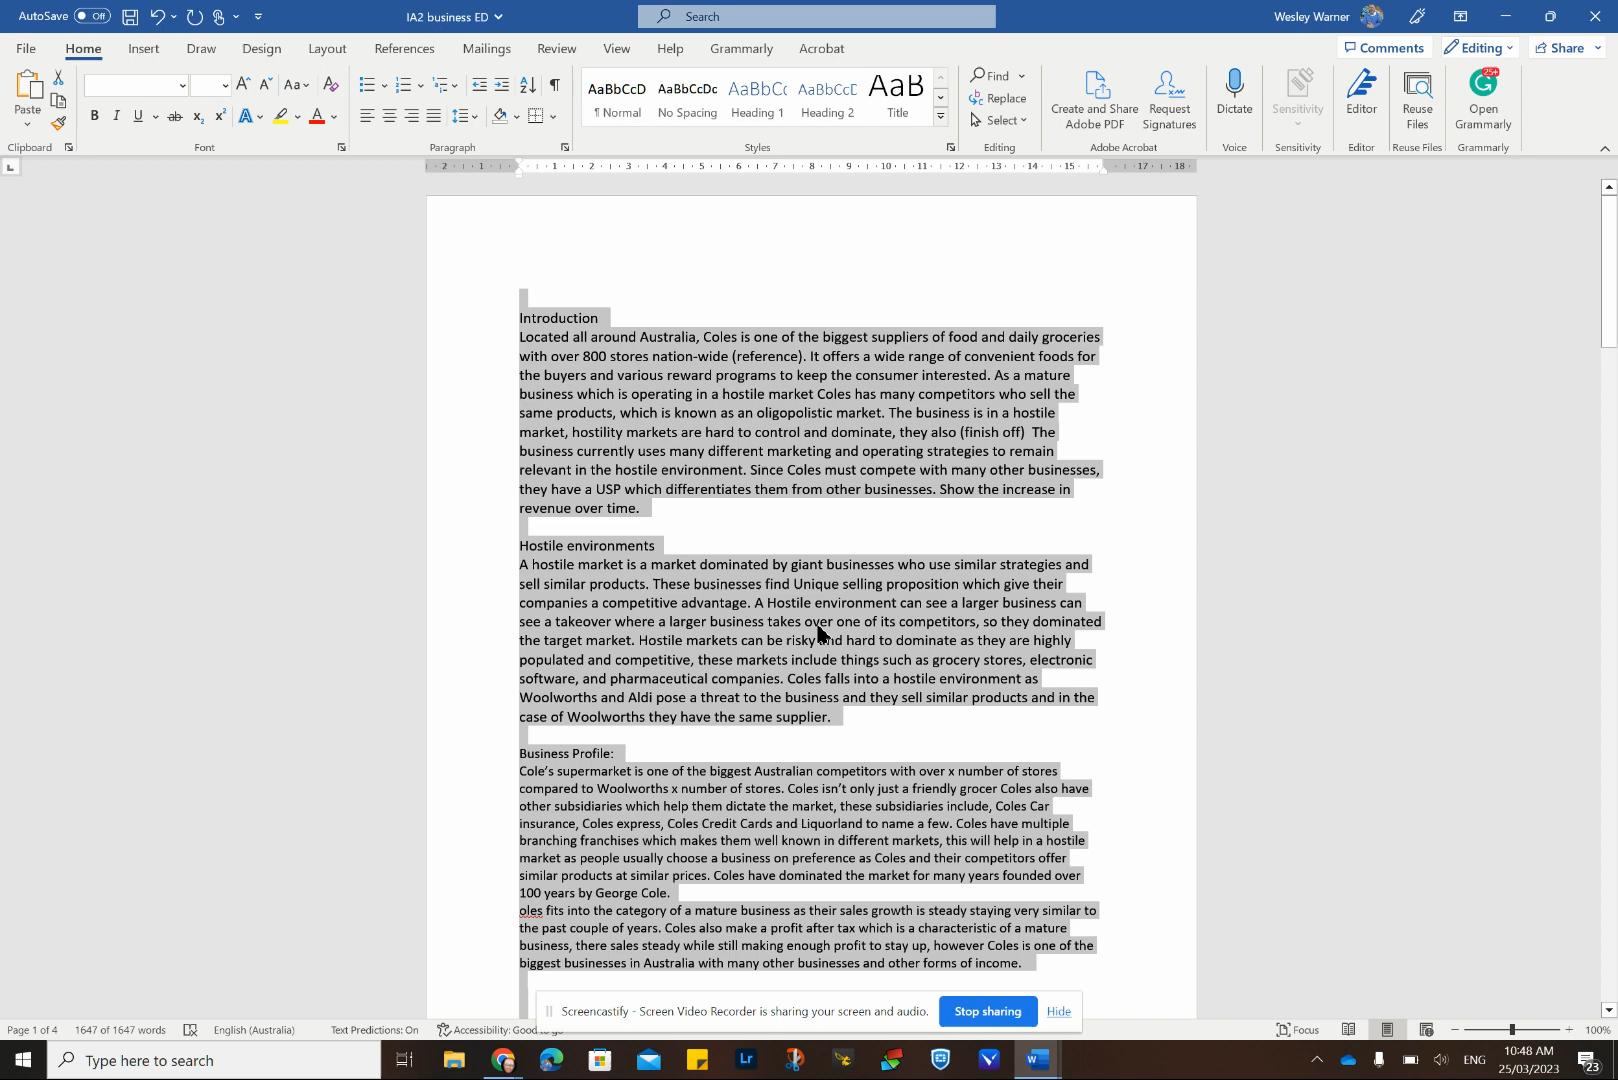 AutoSave Off IA2 business ED Search Wesley Warner
File Home Insert Draw Design Layout References Mailings Review View Help Grammarly Acrobat Comments Editing Share
Paste
Clipboard
Aa
B I U ab x₂ x² A A
Font
Paragraph
AaBbCcD AaBbCcDc AaBbCc AaBbCcD AaB
¶ Normal No Spacing Heading 1 Heading 2 Title
Styles
Find
Replace
Select
Editing
Create and Share
Adobe PDF
Request
Signatures
Adobe Acrobat
Dictate
Voice
Sensitivity
Sensitivity
Editor
Editor
Reuse
Files
Reuse Files
Open
Grammarly
Grammarly
25+
2 1 1 2 3 4 5 6 7 8 9 10 11 12 13 14 15 17 18
Introduction
Located all around Australia, Coles is one of the biggest suppliers of food and daily groceries
with over 800 stores nation-wide (reference). It offers a wide range of convenient foods for
the buyers and various reward programs to keep the consumer interested. As a mature
business which is operating in a hostile market Coles has many competitors who sell the
same products, which is known as an oligopolistic market. The business is in a hostile
market, hostility markets are hard to control and dominate, they also (finish off)  The
business currently uses many different marketing and operating strategies to remain
relevant in the hostile environment. Since Coles must compete with many other businesses,
they have a USP which differentiates them from other businesses. Show the increase in
revenue over time.
Hostile environments
A hostile market is a market dominated by giant businesses who use similar strategies and
sell similar products. These businesses find Unique selling proposition which give their
companies a competitive advantage. A Hostile environment can see a larger business can
see a takeover where a larger business takes over one of its competitors, so they dominated
the target market. Hostile markets can be risky and hard to dominate as they are highly
populated and competitive, these markets include things such as grocery stores, electronic
software, and pharmaceutical companies. Coles falls into a hostile environment as
Woolworths and Aldi pose a threat to the business and they sell similar products and in the
case of Woolworths they have the same supplier.
Business Profile:
Cole's supermarket is one of the biggest Australian competitors with over x number of stores
compared to Woolworths x number of stores. Coles isn't only just a friendly grocer Coles also have
other subsidiaries which help them dictate the market, these subsidiaries include, Coles Car
insurance, Coles express, Coles Credit Cards and Liquorland to name a few. Coles have multiple
branching franchises which makes them well known in different markets, this will help in a hostile
market as people usually choose a business on preference as Coles and their competitors offer
similar products at similar prices. Coles have dominated the market for many years founded over
100 years by George Cole.
oles fits into the category of a mature business as their sales growth is steady staying very similar to
the past couple of years. Coles also make a profit after tax which is a characteristic of a mature
business, there sales steady while still making enough profit to stay up, however Coles is one of the
biggest businesses in Australia with many other businesses and other forms of income.
Screencastify - Screen Video Recorder is sharing your screen and audio. Stop sharing Hide
Page 1 of 4 1647 of 1647 words English (Australia) Text Predictions: On Accessibility: Good to go Focus 100%
Type here to search Lr ENG 10:48 AM
25/03/2023 23